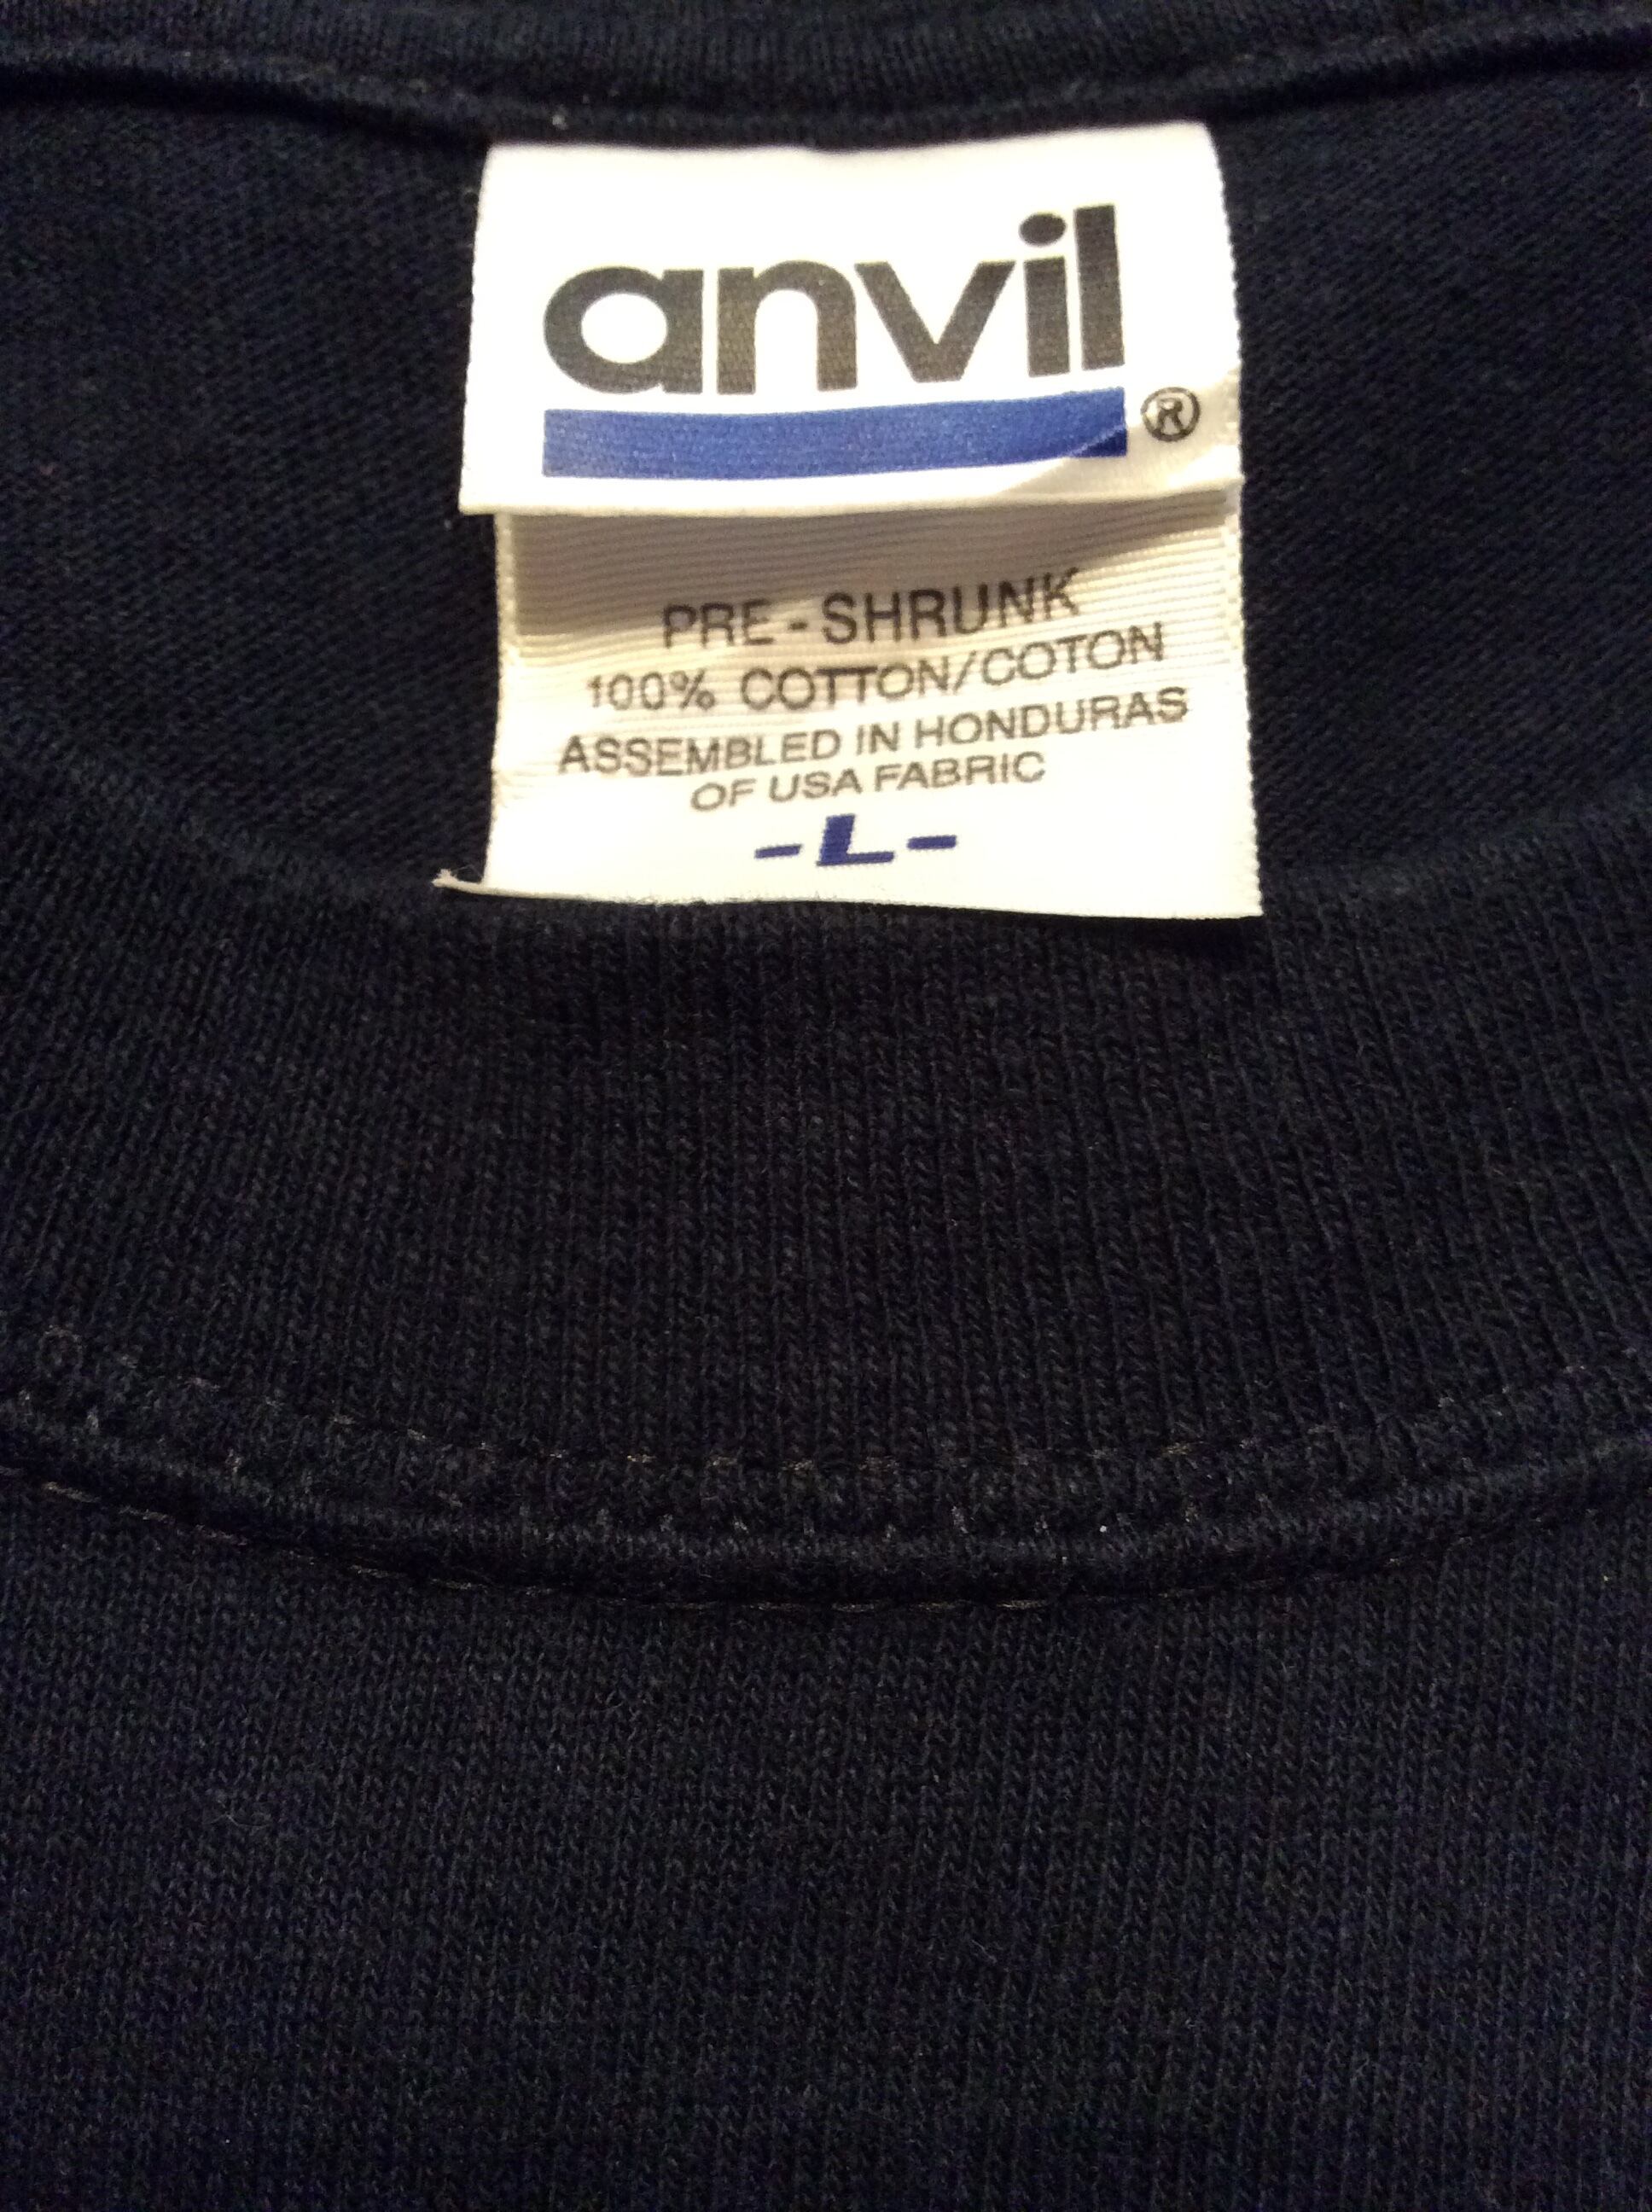 anvil
®
PRE-SHRUNK
100% COTTON/COTON
ASSEMBLED IN HONDURAS
OF USA FABRIC
-L-